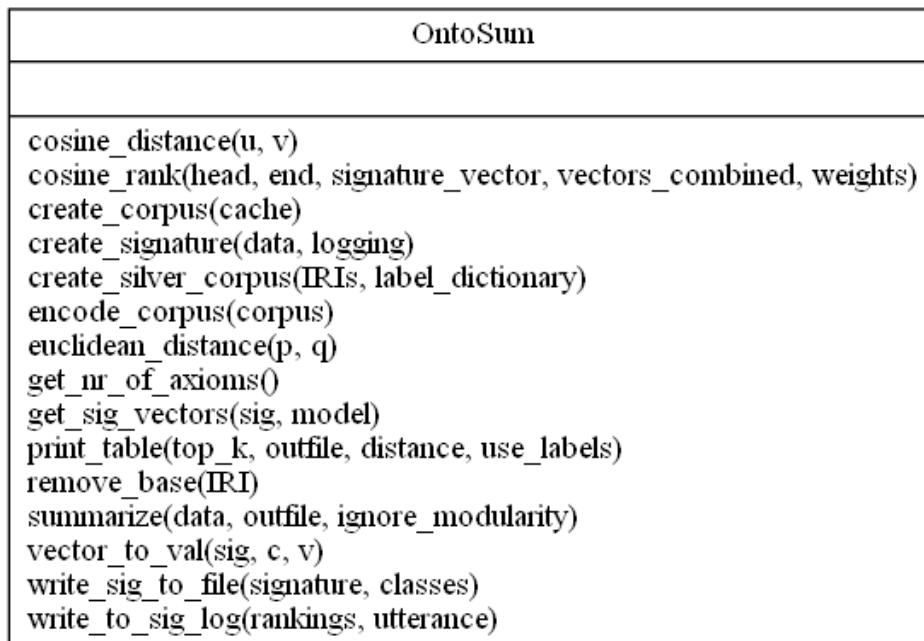 OntoSum
cosine_distance(u, v)
cosine_rank(head, end, signature_vector, vectors_combined, weights)
create_corpus(cache)
create_signature(data, logging)
create_silver_corpus(IRIs, label_dictionary)
encode_corpus(corpus)
euclidean_distance(p, q)
get_nr_of_axioms()
get_sig_vectors(sig, model)
print_table(top_k, outfile, distance, use_labels)
remove_base(IRI)
summarize(data, outfile, ignore_modularity)
vector_to_val(sig, c, v)
write_sig_to_file(signature, classes)
write_to_sig_log(rankings, utterance)